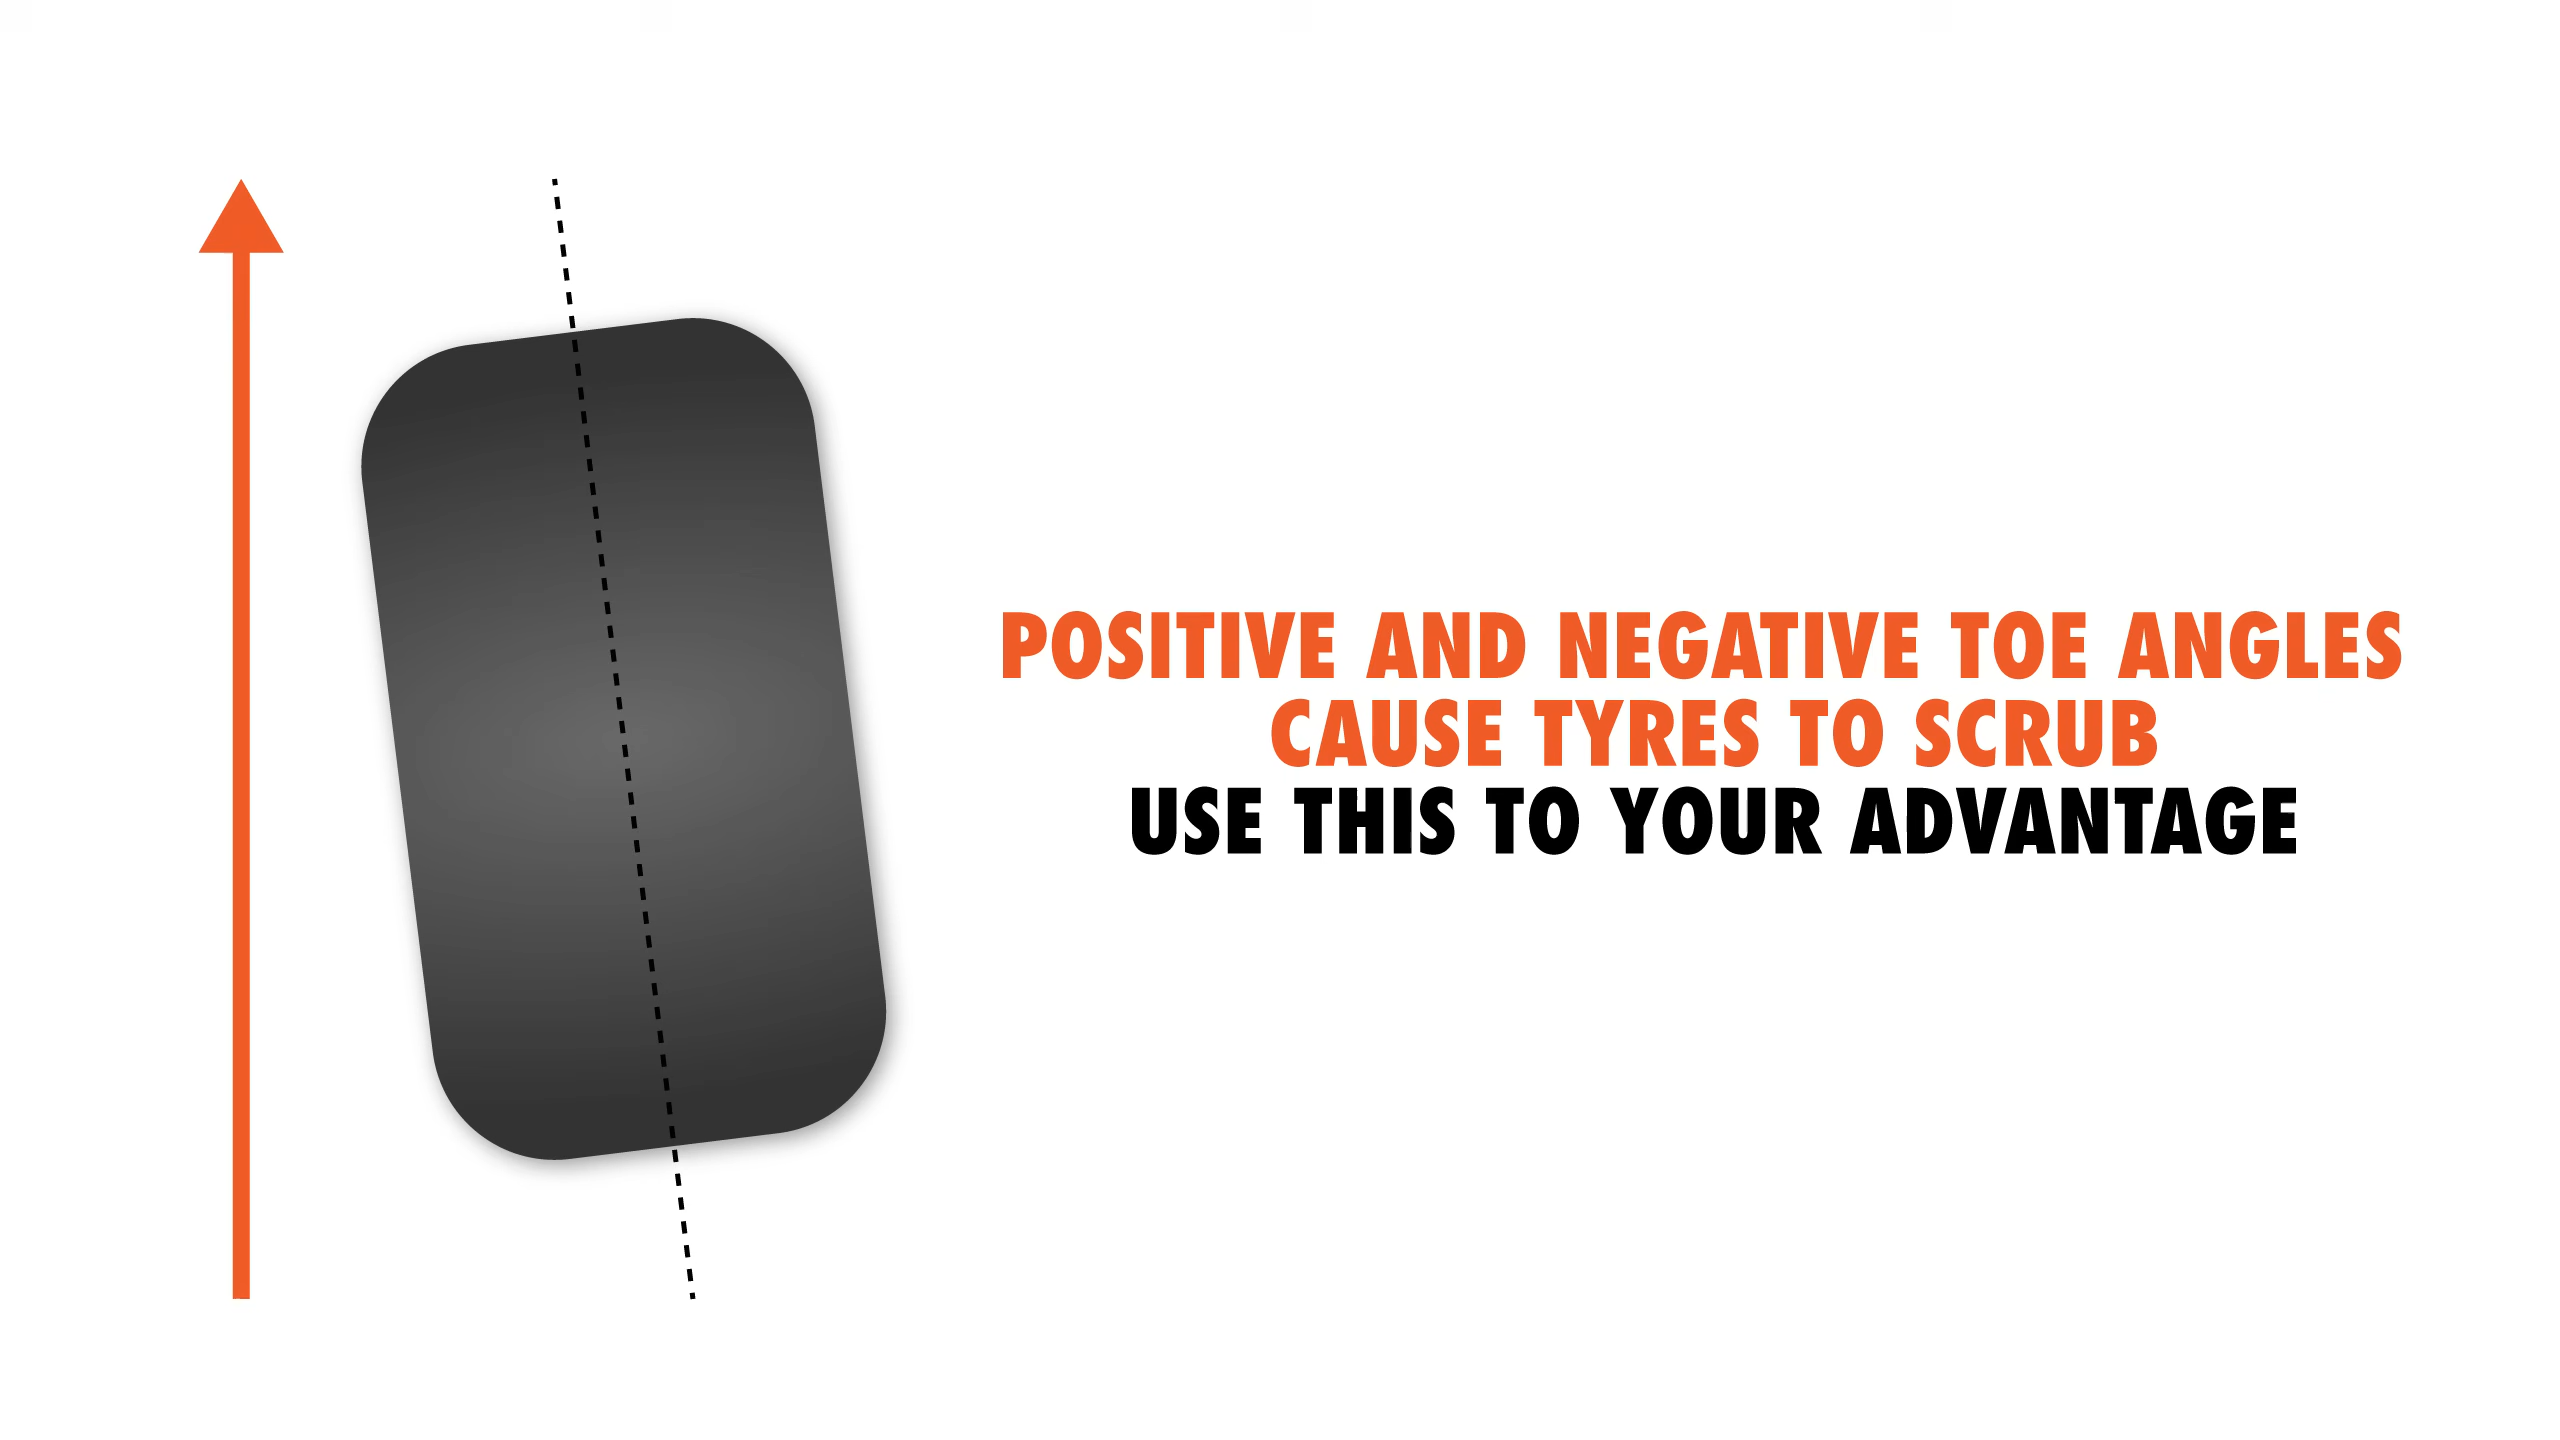 POSITIVE AND NEGATIVE TOE ANGLES
CAUSE TYRES TO SCRUB
USE THIS TO YOUR ADVANTAGE